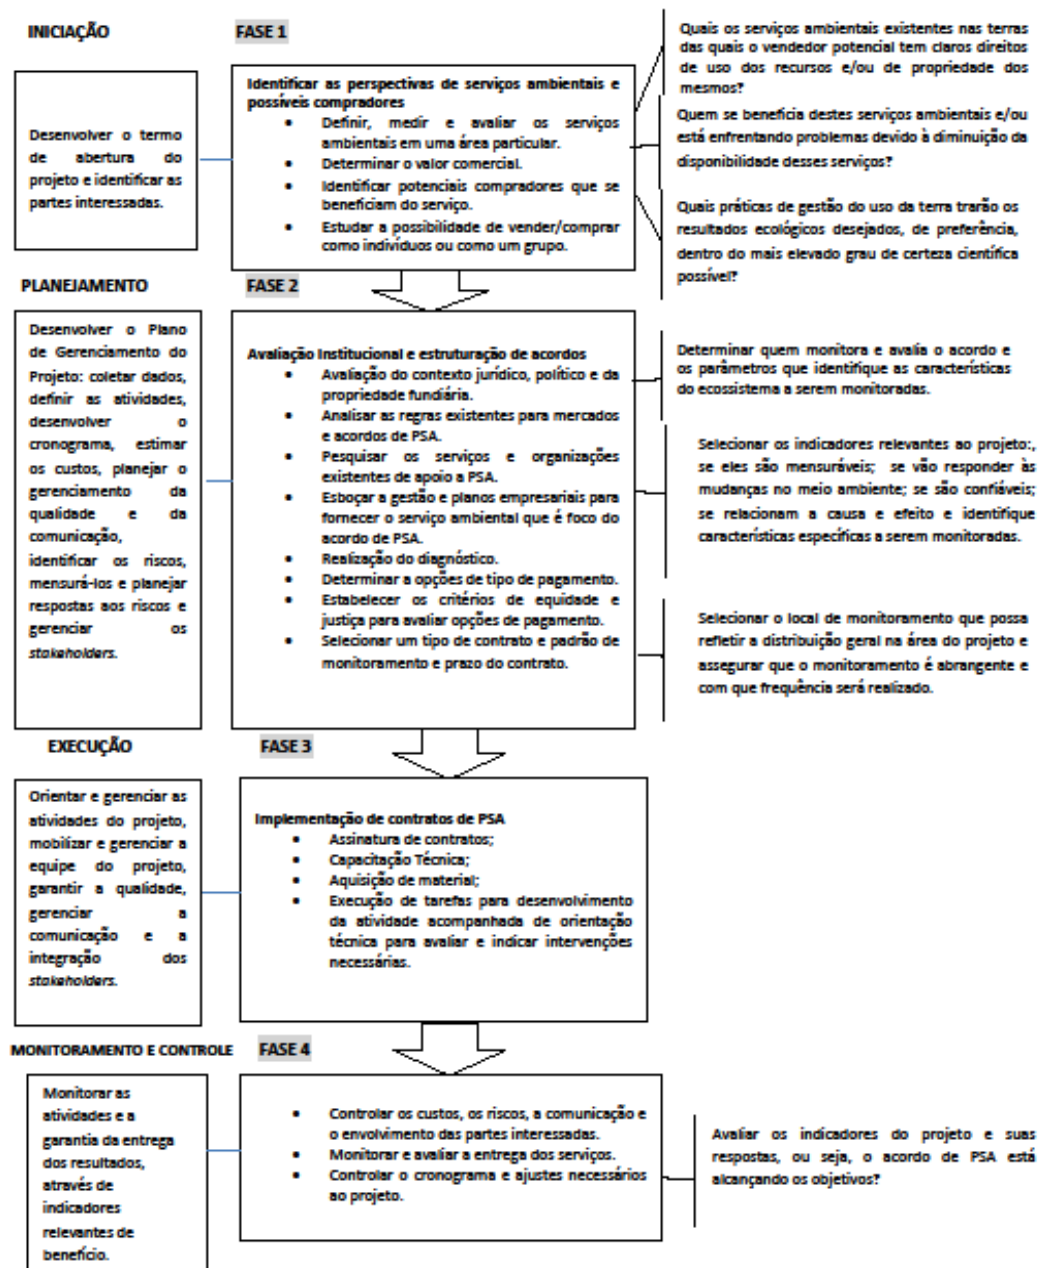 INICIAÇÃO
FASE 1
Desenvolver o termo
de abertura do
projeto e identificar as
partes interessadas.
Identificar as perspectivas de serviços ambientais e
possíveis compradores
• Definir, medir e avaliar os serviços
ambientais em uma área particular.
• Determinar o valor comercial.
• Identificar potenciais compradores que se
beneficiam do serviço.
• Estudar a possibilidade de vender/comprar
como indivíduos ou como um grupo.
Quais os serviços ambientais existentes nas terras
das quais o vendedor potencial tem claros direitos
de uso dos recursos e/ou de propriedade dos
mesmos?
Quem se beneficia destes serviços ambientais e/ou
está enfrentando problemas devido à diminuição da
disponibilidade desses serviços?
Quais práticas de gestão do uso da terra trarão os
resultados ecológicos desejados, de preferência,
dentro do mais elevado grau de certeza científica
possível?
PLANEJAMENTO
FASE 2
Desenvolver o Plano
de Gerenciamento do
Projeto: coletar dados,
definir as atividades,
desenvolver o
cronograma, estimar
os custos, planejar o
gerenciamento da
qualidade e da
comunicação,
identificar os riscos,
mensurá-los e planejar
respostas aos riscos e
gerenciar os
stakeholders.
Avaliação Institucional e estruturação de acordos
• Avaliação do contexto jurídico, político e da
propriedade fundiária.
• Analisar as regras existentes para mercados
e acordos de PSA.
• Pesquisar os serviços e organizações
existentes de apoio a PSA.
• Esboçar a gestão e planos empresariais para
fornecer o serviço ambiental que é foco do
acordo de PSA.
• Realização do diagnóstico.
• Determinar a opções de tipo de pagamento.
• Estabelecer os critérios de equidade e
justiça para avaliar opções de pagamento.
• Selecionar um tipo de contrato e padrão de
monitoramento e prazo do contrato.
Determinar quem monitora e avalia o acordo e
os parâmetros que identifique as características
do ecossistema a serem monitoradas.
Selecionar os indicadores relevantes ao projeto:,
se eles são mensuráveis; se vão responder às
mudanças no meio ambiente; se são confiáveis;
se relacionam a causa e efeito e identifique
características específicas a serem monitoradas.
Selecionar o local de monitoramento que possa
refletir a distribuição geral na área do projeto e
assegurar que o monitoramento é abrangente e
com que frequência será realizado.
EXECUÇÃO
FASE 3
Orientar e gerenciar as
atividades do projeto,
mobilizar e gerenciar a
equipe do projeto,
garantir a qualidade,
gerenciar a
comunicação e a
integração dos
stakeholders.
Implementação de contratos de PSA
• Assinatura de contratos;
• Capacitação Técnica;
• Aquisição de material;
• Execução de tarefas para desenvolvimento
da atividade acompanhada de orientação
técnica para avaliar e indicar intervenções
necessárias.
MONITORAMENTO E CONTROLE
FASE 4
Monitorar as
atividades e a
garantia da entrega
dos resultados,
através de
indicadores
relevantes de
benefício.
• Controlar os custos, os riscos, a comunicação e
o envolvimento das partes interessadas.
• Monitorar e avaliar a entrega dos serviços.
• Controlar o cronograma e ajustes necessários
ao projeto.
Avaliar os indicadores do projeto e suas
respostas, ou seja, o acordo de PSA está
alcançando os objetivos?